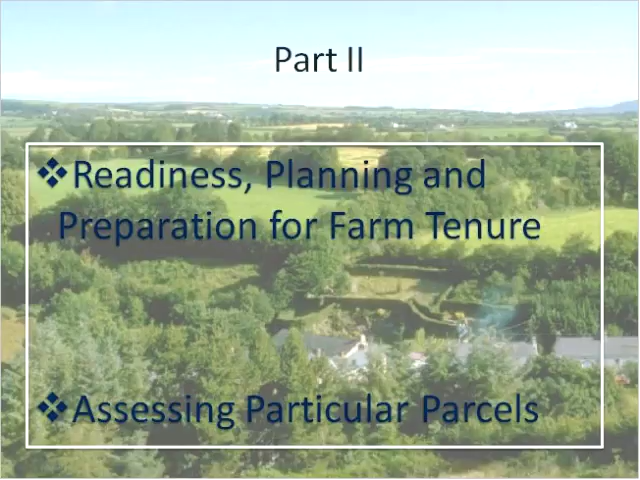 Part II
❖Readiness, Planning and
Preparation for Farm Tenure
❖Assessing Particular Parcels